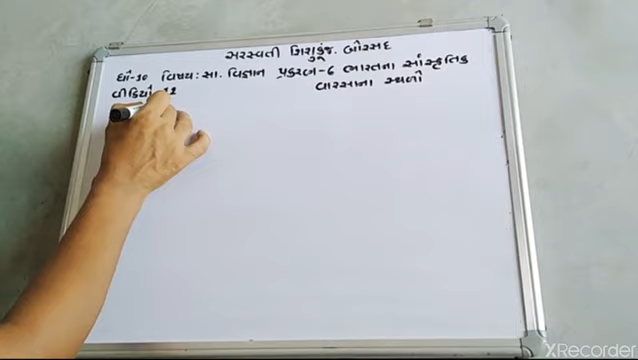 સરસ્વતી શિશુકુંજ. બોરસદ
ધો-૧૦ વિષય: સા. વિજ્ઞાન પ્રકરણ-6 ભારતના સાંસ્કૃતિક
વારસાના સ્થળો
વીડિયો
XRecorder